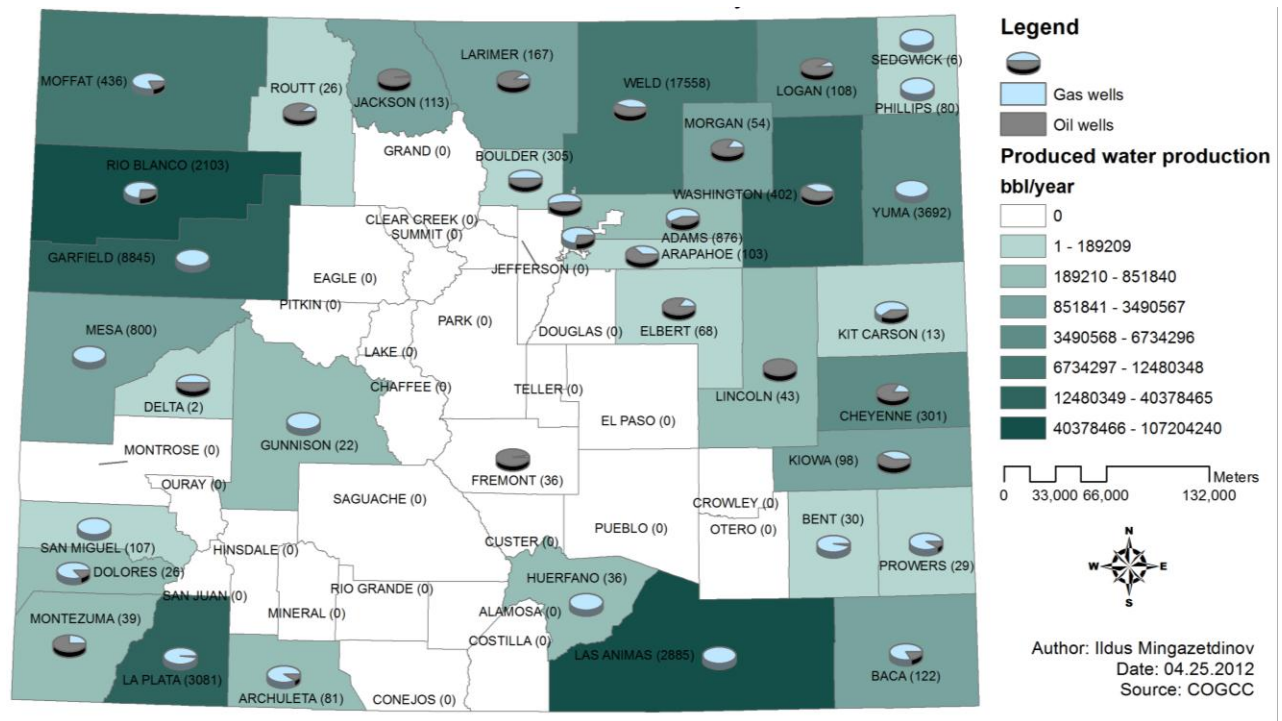 LARIMER (167)
SEDGWICK (6)
MOFFAT (436)
WELD (17558)
ROUTT (26)
LOGAN (108)
JACKSON (113)
PHILLIPS (80)
MORGAN (54)
GRAND (0)
BOULDER (305)
RIO BLANCO (2103)
WASHINGTON (402)
YUMA (3692)
CLEAR CREEK (0)
SUMMIT (0)
ADAMS (876)
GARFIELD (8845)
ARAPAHOE (103)
JEFFERSON (0)
EAGLE (0)
PITKIN (0)
PARK (0)
MESA (800)
DOUGLAS (0)
ELBERT (68)
KIT CARSON (13)
LAKE (0)
CHAFFEE (0)
TELLER (0)
LINCOLN (43)
DELTA (2)
CHEYENNE (301)
EL PASO (0)
GUNNISON (22)
MONTROSE (0)
KIOWA (98)
FREMONT (36)
OURAY (0)
SAGUACHE (0)
CROWLEY (0)
PUEBLO (0)
OTERO (0)
BENT (30)
CUSTER (0)
SAN MIGUEL (107)
HINSDALE (0)
PROWERS (29)
DOLORES (26)
HUERFANO (36)
RIO GRANDE (0)
SAN JUAN (0)
MINERAL (0)
ALAMOSA (0)
MONTEZUMA (39)
COSTILLA (0)
LAS ANIMAS (2885)
LA PLATA (3081)
BACA (122)
ARCHULETA (81)
CONEJOS (0)
Legend
Gas wells
Oil wells
Produced water production
bbl/year
0
1 - 189209
189210 - 851840
851841 - 3490567
3490568 - 6734296
6734297 - 12480348
12480349 - 40378465
40378466 - 107204240
Meters
0 33,000 66,000 132,000
N
W E
S
Author: Ildus Mingazetdinov
Date: 04.25.2012
Source: COGCC